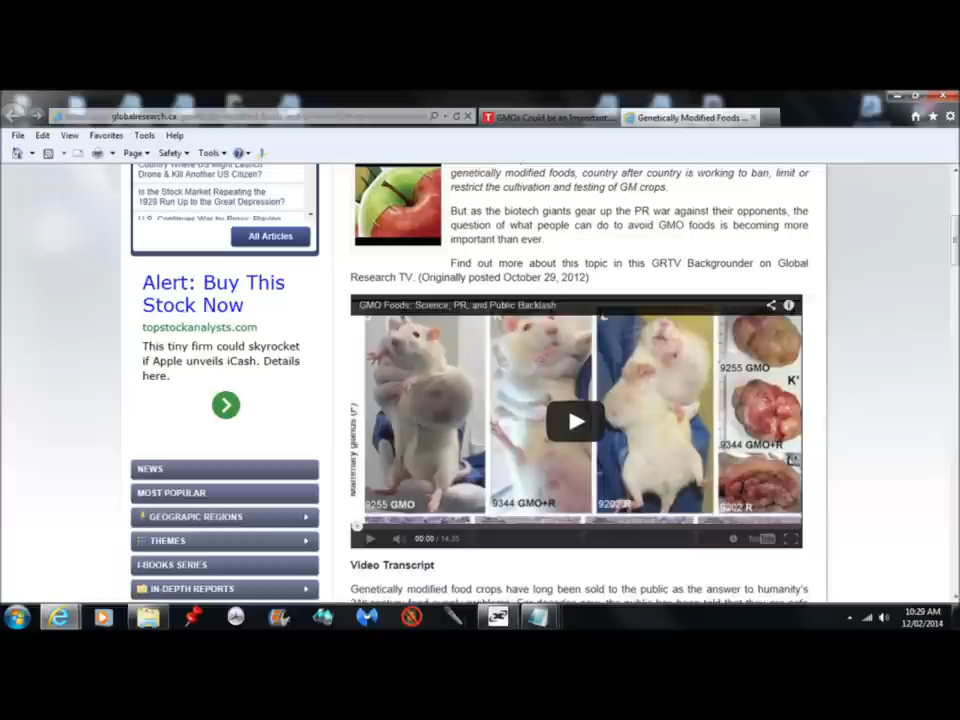 globalresearch.ca
GMOs Could be an Important...
Genetically Modified Foods ...
File Edit View Favorites Tools Help
Page Safety Tools
Country Where US Might Launch
Drone & Kill Another US Citizen?
Is the Stock Market Repeating the
1929 Run Up to the Great Depression?
U.S. Continues War by Proxy: Playing
All Articles
Alert: Buy This
Stock Now
topstockanalysts.com
This tiny firm could skyrocket
if Apple unveils iCash. Details
here.
NEWS
MOST POPULAR
GEOGRAPIC REGIONS
THEMES
I-BOOKS SERIES
IN-DEPTH REPORTS
genetically modified foods, country after country is working to ban, limit or
restrict the cultivation and testing of GM crops.
But as the biotech giants gear up the PR war against their opponents, the
question of what people can do to avoid GMO foods is becoming more
important than ever.
Find out more about this topic in this GRTV Backgrounder on Global
Research TV. (Originally posted October 29, 2012)
GMO Foods: Science, PR, and Public Backlash
9255 GMO
9344 GMO+R
9202 R
9255 GMO
K'
9344 GMO+R
L'
9202 R
00:00 / 14:35
YouTube
Video Transcript
Genetically modified food crops have long been sold to the public as the answer to humanity's
10:29 AM
12/02/2014